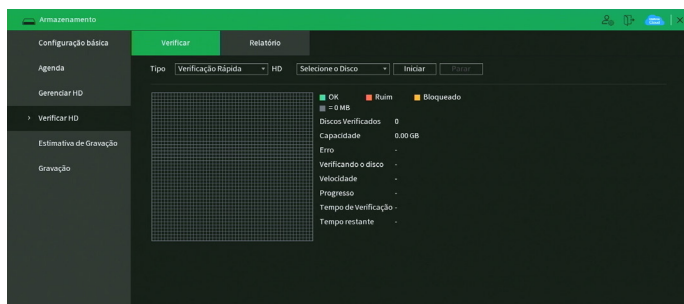 Armazenamento
Configuração básica
Agenda
Gerenciar HD
> Verificar HD
Estimativa de Gravação
Gravação
Verificar Relatório
Tipo Verificação Rápida HD Selecione o Disco Iniciar Parar
OK Ruim Bloqueado
= 0 MB
Discos Verificados 0
Capacidade 0.00 GB
Erro -
Verificando o disco -
Velocidade -
Progresso -
Tempo de Verificação -
Tempo restante -